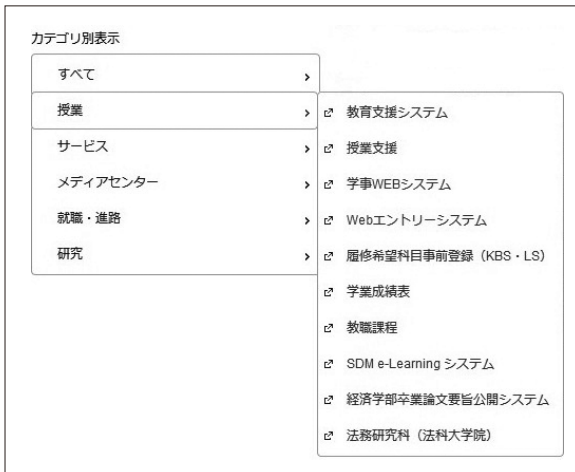 カテゴリ別表示
すべて
授業
サービス
メディアセンター
就職・進路
研究
教育支援システム
授業支援
学事WEBシステム
Webエントリーシステム
履修希望科目事前登録（KBS・LS）
学業成績表
教職課程
SDM e-Learning システム
経済学部卒業論文要旨公開システム
法務研究科（法科大学院）